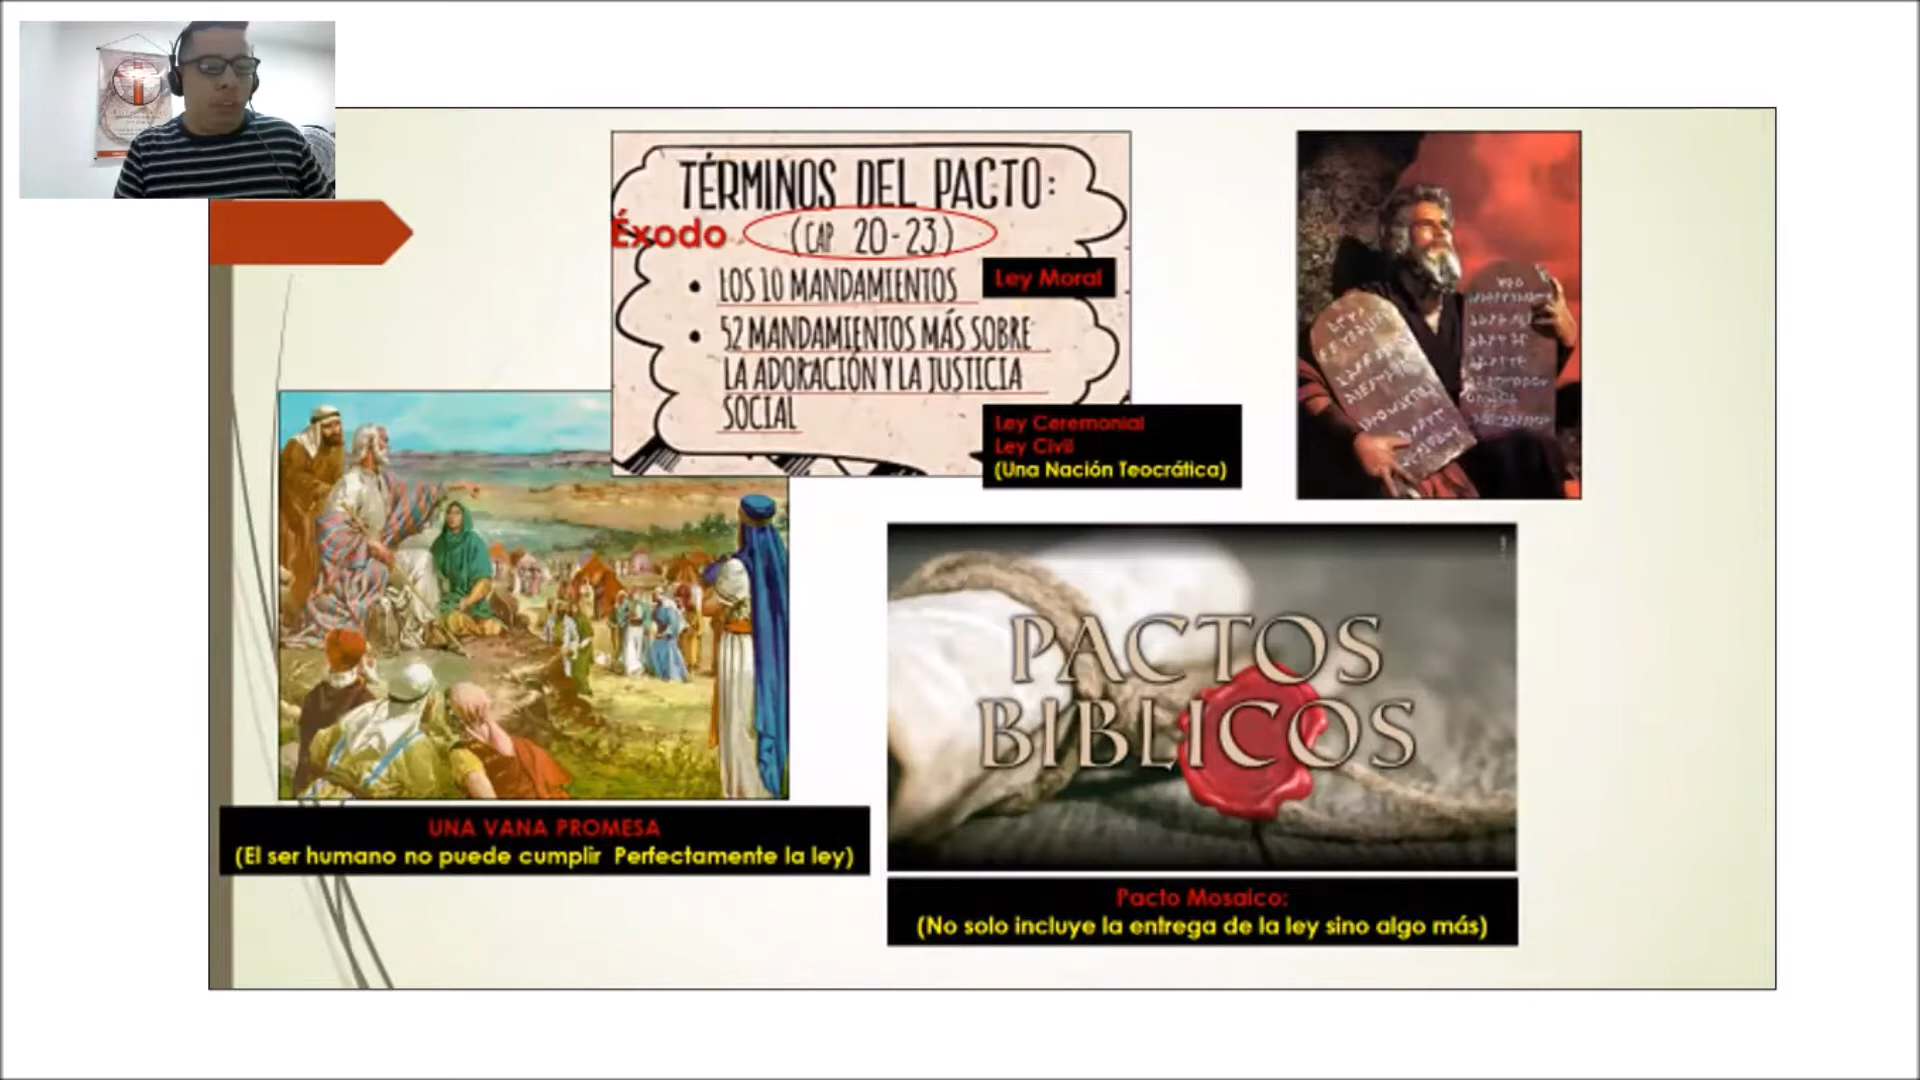 TÉRMINOS DEL PACTO:
Éxodo (CAP 20-23)
• LOS 10 MANDAMIENTOS
Ley Moral
• 52 MANDAMIENTOS MÁS SOBRE
LA ADORACIÓN Y LA JUSTICIA
SOCIAL
Ley Ceremonial
Ley Civil
(Una Nación Teocrática)
PACTOS
BIBLICOS
UNA VANA PROMESA
(El ser humano no puede cumplir Perfectamente la ley)
Pacto Mosaico:
(No solo incluye la entrega de la ley sino algo más)